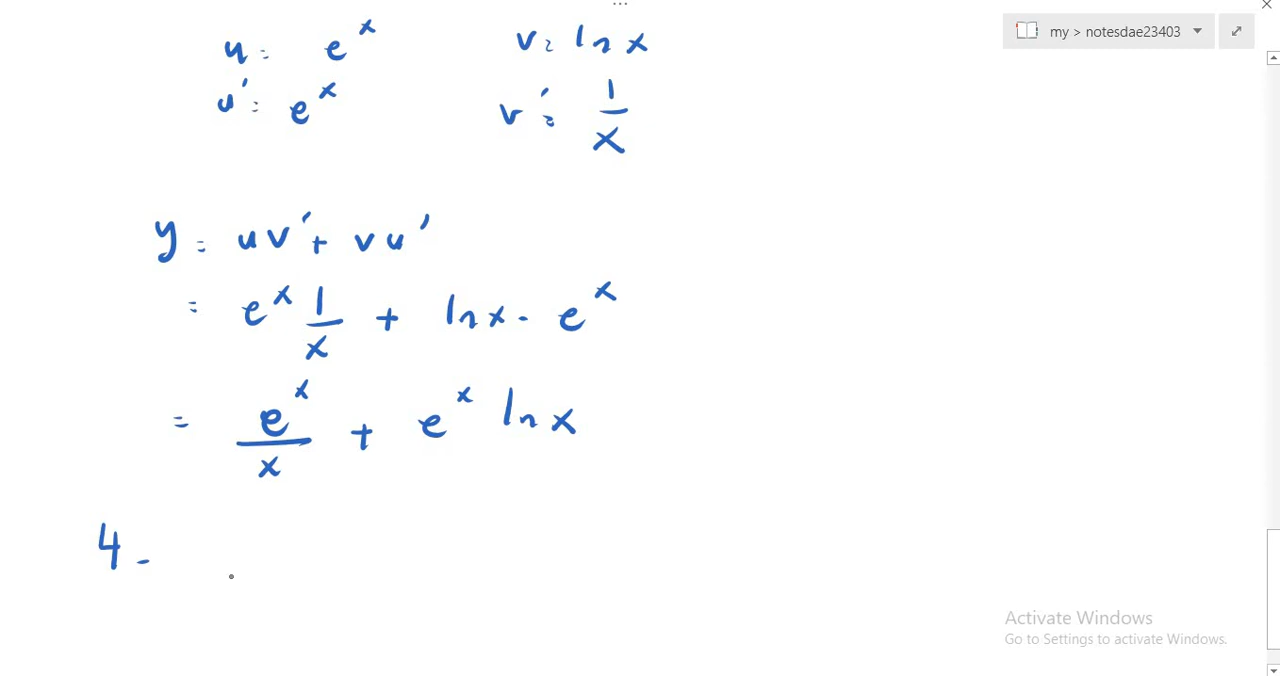 my > notesdae23403
u = e^x    v = ln x
u' = e^x    v' = 1/x
y = uv' + vu'
= e^x 1/x + ln x · e^x
= e^x/x + e^x ln x
4 -
Activate Windows
Go to Settings to activate Windows.